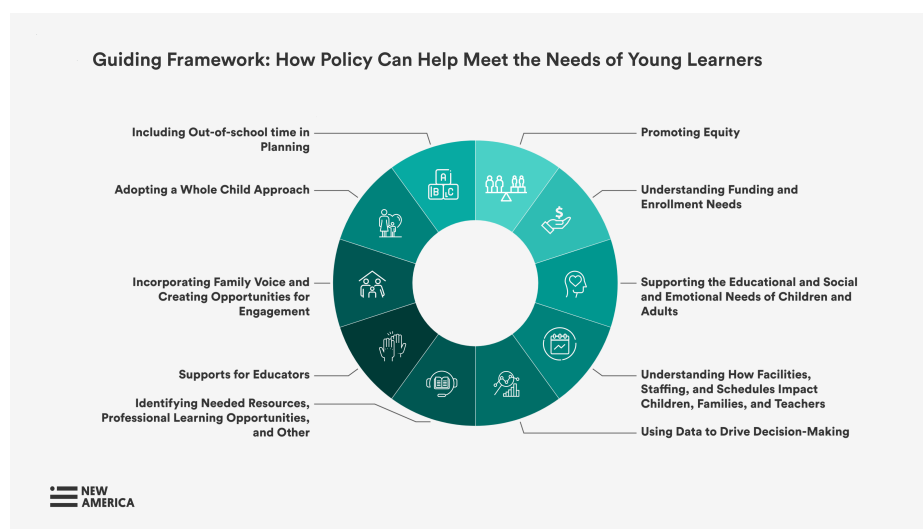 Guiding Framework: How Policy Can Help Meet the Needs of Young Learners
Including Out-of-school time in
Planning
Adopting a Whole Child Approach
Incorporating Family Voice and
Creating Opportunities for
Engagement
Supports for Educators
Identifying Needed Resources,
Professional Learning Opportunities,
and Other
Promoting Equity
Understanding Funding and
Enrollment Needs
Supporting the Educational and Social
and Emotional Needs of Children and
Adults
Understanding How Facilities,
Staffing, and Schedules Impact
Children, Families, and Teachers
Using Data to Drive Decision-Making
A
B C
$
NEW
AMERICA